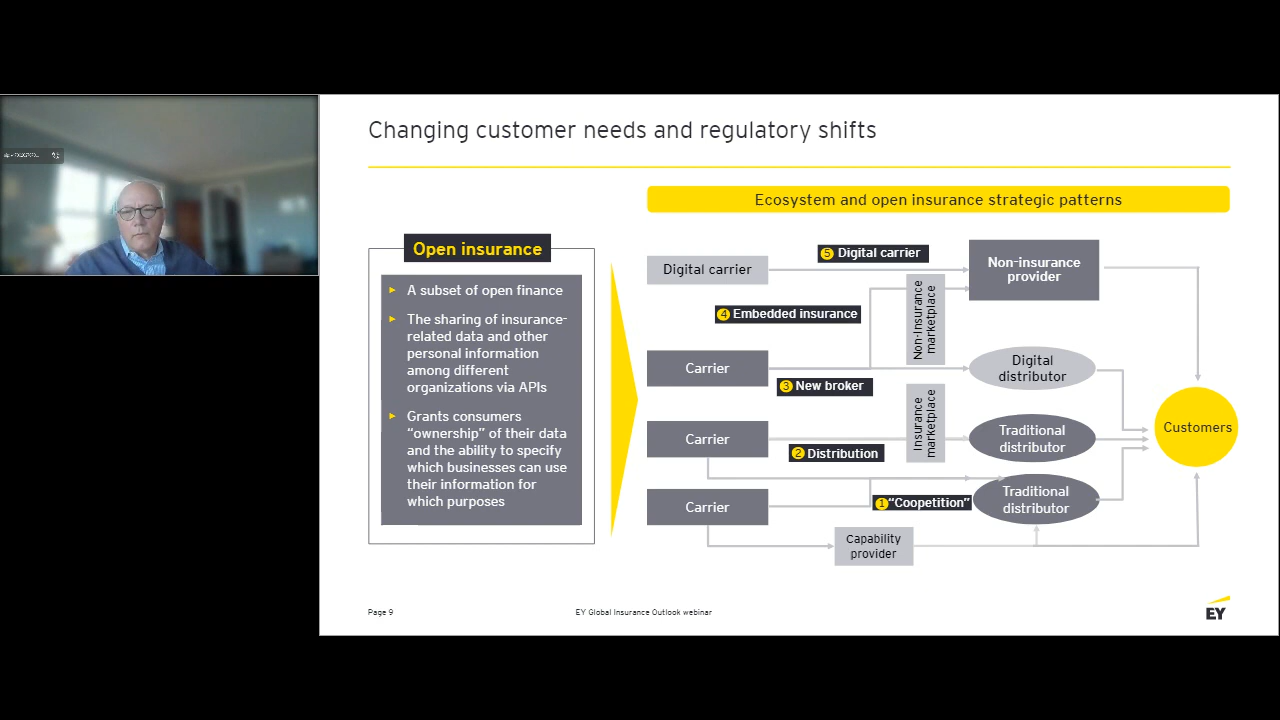 Changing customer needs and regulatory shifts
Open insurance
► A subset of open finance
► The sharing of insurance-
related data and other
personal information
among different
organizations via APIs
► Grants consumers
“ownership” of their data
and the ability to specify
which businesses can use
their information for
which purposes
Ecosystem and open insurance strategic patterns
Digital carrier
5 Digital carrier
Non-insurance
provider
4 Embedded insurance
Non-Insurance
marketplace
Carrier
3 New broker
Digital
distributor
Insurance
marketplace
Carrier
2 Distribution
Traditional
distributor
Customers
Carrier
1 “Coopetition”
Traditional
distributor
Capability
provider
Page 9
EY Global Insurance Outlook webinar
EY